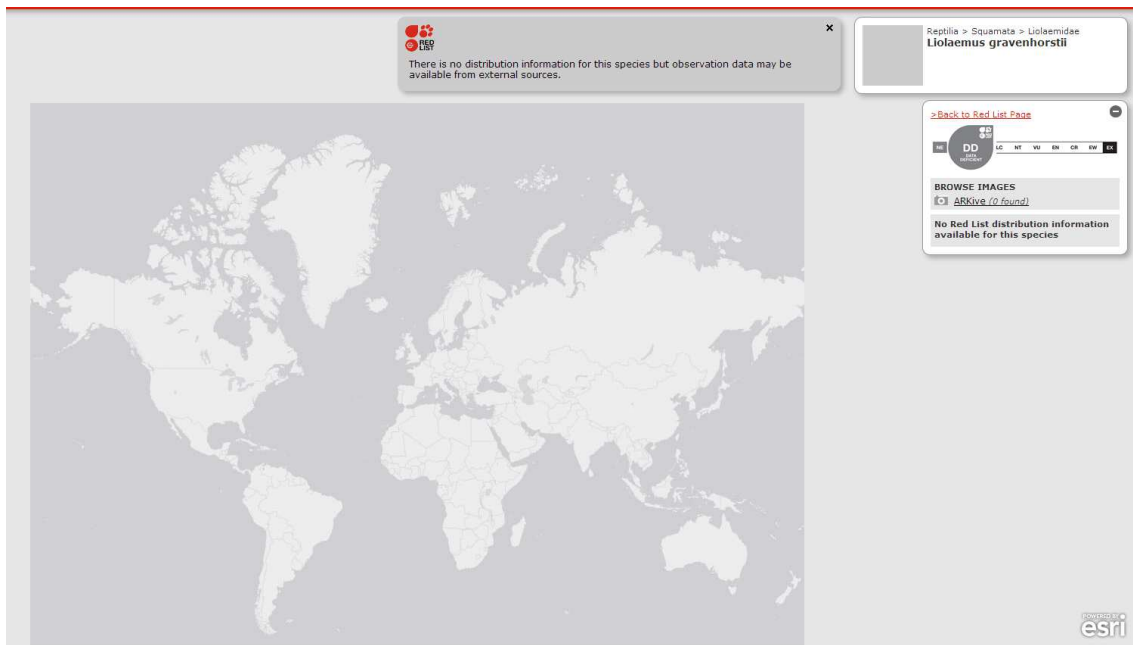 RED
LIST
There is no distribution information for this species but observation data may be
available from external sources.
×
Reptilia > Squamata > Liolaemidae
Liolaemus gravenhorstii
>Back to Red List Page
NE DD LC NT VU EN CR EW EX
DATA
DEFICIENT
BROWSE IMAGES
ARKive (0 found)
No Red List distribution information
available for this species
POWERED BY
esri